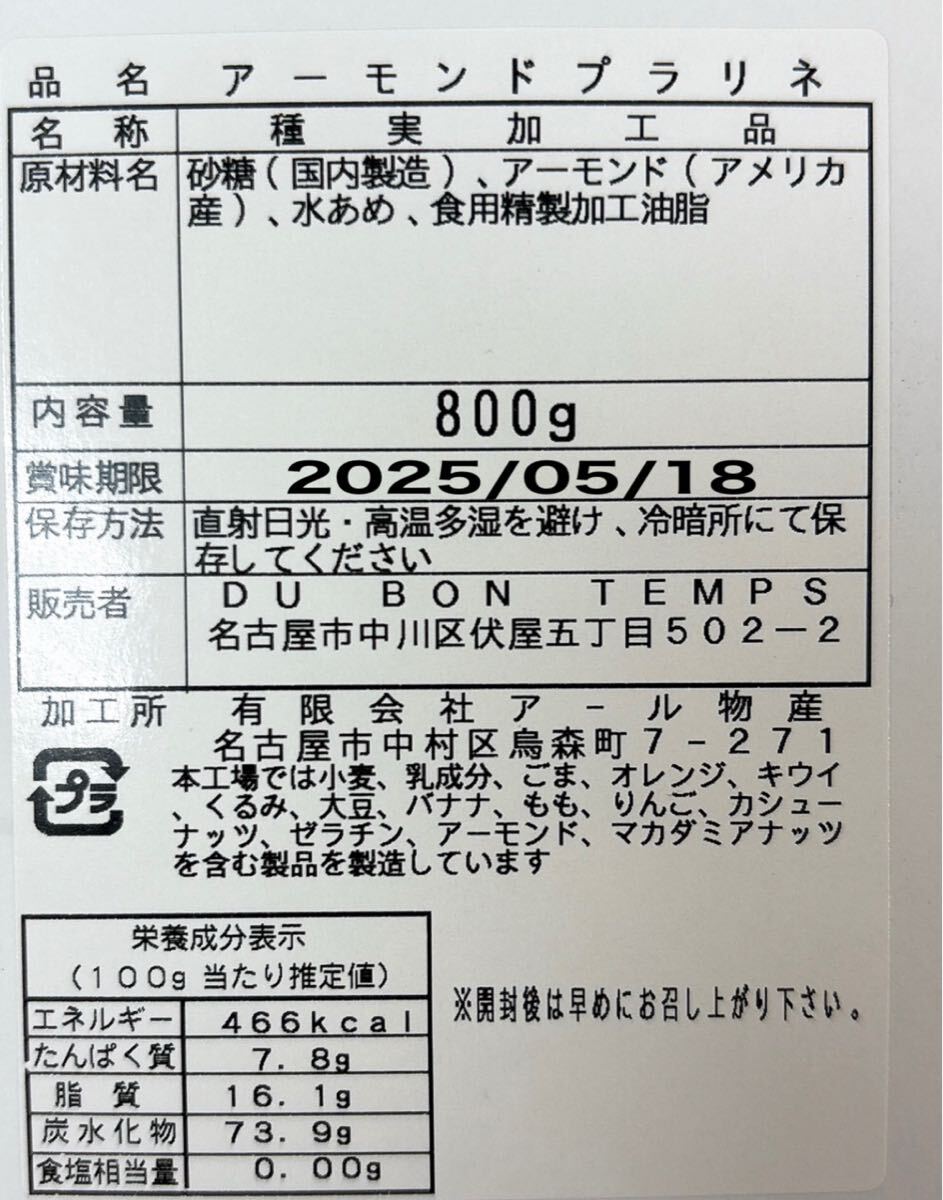 品名 アーモンドプラリネ
名称 種実加工品
原材料名 砂糖(国内製造)、アーモンド(アメリカ
産)、水あめ、食用精製加工油脂
内容量 800g
賞味期限 2025/05/18
保存方法 直射日光・高温多湿を避け、冷暗所にて保
存してください
販売者 DU BON TEMPS
名古屋市中川区伏屋五丁目502-2
加工所 有限会社アール物産
名古屋市中村区烏森町7-271
プラ
本工場では小麦、乳成分、ごま、オレンジ、キウイ
、くるみ、大豆、バナナ、もも、りんご、カシュー
ナッツ、ゼラチン、アーモンド、マカダミアナッツ
を含む製品を製造しています
栄養成分表示
(100g当たり推定値)
エネルギー 466kcal
たんぱく質 7.8g
脂質 16.1g
炭水化物 73.9g
食塩相当量 0.00g
※開封後は早めにお召し上がり下さい。